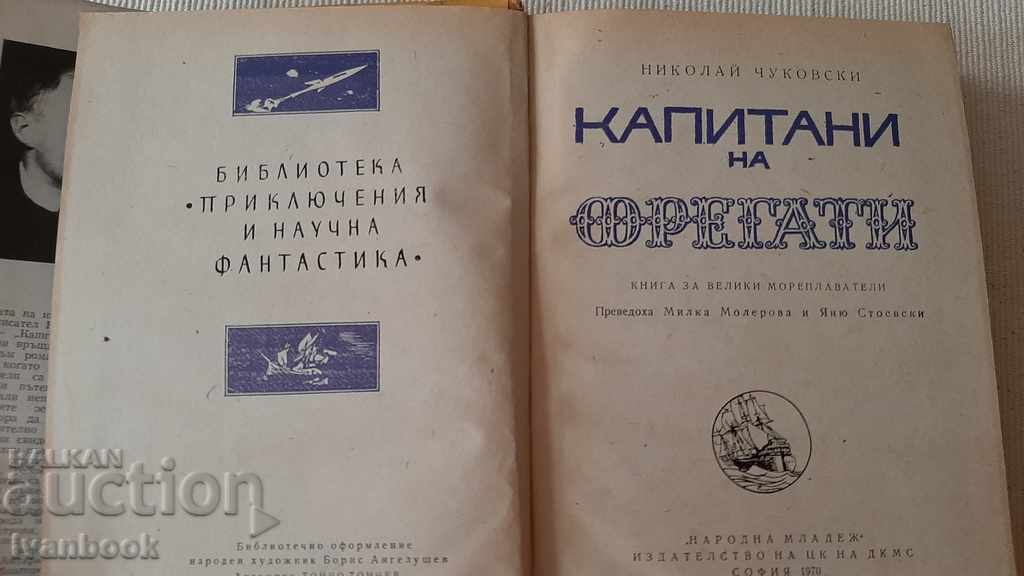 БИБЛИОТЕКА
•ПРИКЛЮЧЕНИЯ
И НАУЧНА
ФАНТАСТИКА•
Библиотечно оформление
народен художник Борис Ангелушев
НИКОЛАЙ ЧУКОВСКИ
КАПИТАНИ
НА
ФРЕГАТИ
КНИГА ЗА ВЕЛИКИ МОРЕПЛАВАТЕЛИ
Преведоха Милка Молерова и Яню Стоевски
„НАРОДНА МЛАДЕЖ“
ИЗДАТЕЛСТВО НА ЦК НА ДКМС
СОФИЯ 1970
BALKAN
auction
Ivanbook